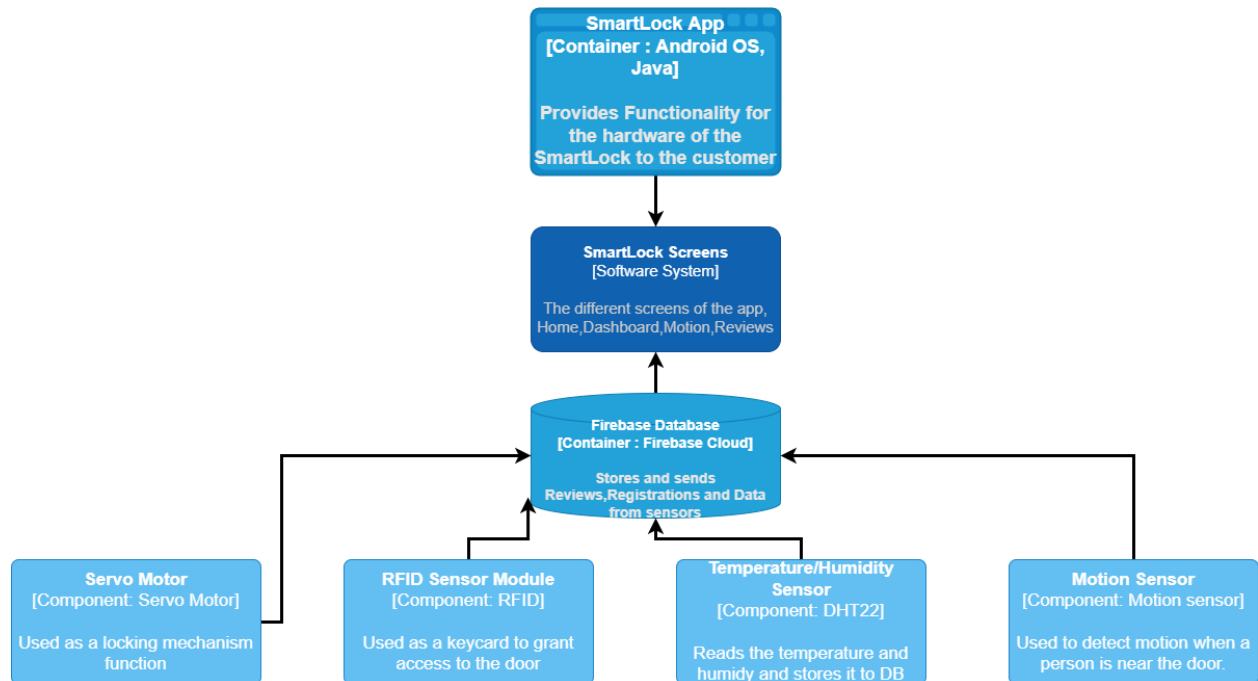 SmartLock App
[Container : Android OS,
Java]
Provides Functionality for
the hardware of the
SmartLock to the customer
SmartLock Screens
[Software System]
The different screens of the app,
Home,Dashboard,Motion,Reviews
Firebase Database
[Container : Firebase Cloud]
Stores and sends
Reviews,Registrations and Data
from sensors
Servo Motor
[Component: Servo Motor]
Used as a locking mechanism
function
RFID Sensor Module
[Component: RFID]
Used as a keycard to grant
access to the door
Temperature/Humidity
Sensor
[Component: DHT22]
Reads the temperature and
humidy and stores it to DB
Motion Sensor
[Component: Motion sensor]
Used to detect motion when a
person is near the door.